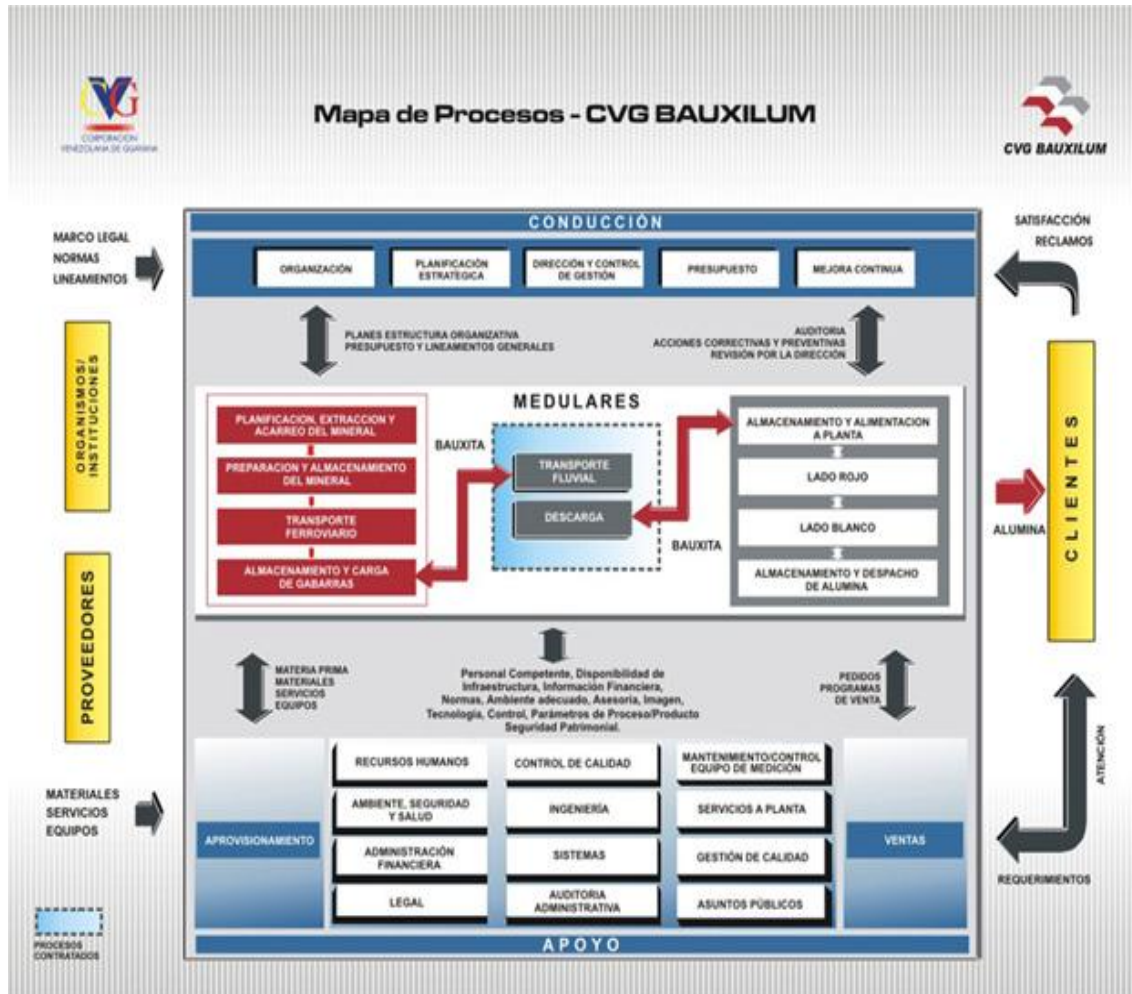 CVG
CORPORACIÓN
VENEZOLANA DE GUAYANA
Mapa de Procesos - CVG BAUXILUM
CVG BAUXILUM
MARCO LEGAL
NORMAS
LINEAMIENTOS
ORGANISMOS/
INSTITUCIONES
PROVEEDORES
MATERIALES
SERVICIOS
EQUIPOS
PROCESOS
CONTRATADOS
CONDUCCIÓN
ORGANIZACIÓN
PLANIFICACIÓN
ESTRATÉGICA
DIRECCIÓN Y CONTROL
DE GESTIÓN
PRESUPUESTO
MEJORA CONTINUA
PLANES ESTRUCTURA ORGANIZATIVA
PRESUPUESTO Y LINEAMIENTOS GENERALES
AUDITORIA
ACCIONES CORRECTIVAS Y PREVENTIVAS
REVISIÓN POR LA DIRECCIÓN
MEDULARES
PLANIFICACION, EXTRACCION Y
ACARREO DEL MINERAL
PREPARACION Y ALMACENAMIENTO
DEL MINERAL
TRANSPORTE
FERROVIARIO
ALMACENAMIENTO Y CARGA
DE GABARRAS
BAUXITA
TRANSPORTE
FLUVIAL
DESCARGA
BAUXITA
ALMACENAMIENTO Y ALIMENTACION
A PLANTA
LADO ROJO
LADO BLANCO
ALMACENAMIENTO Y DESPACHO
DE ALUMINA
MATERIA PRIMA
MATERIALES
SERVICIOS
EQUIPOS
Personal Competente, Disponibilidad de
Infraestructura, Información Financiera,
Normas, Ambiente adecuado, Asesoría, Imagen,
Tecnología, Control, Parámetros de Proceso/Producto
Seguridad Patrimonial.
PEDIDOS
PROGRAMAS
DE VENTA
APROVISIONAMIENTO
RECURSOS HUMANOS
CONTROL DE CALIDAD
MANTENIMIENTO/CONTROL
EQUIPO DE MEDICIÓN
AMBIENTE, SEGURIDAD
Y SALUD
INGENIERÍA
SERVICIOS A PLANTA
ADMINISTRACIÓN
FINANCIERA
SISTEMAS
GESTIÓN DE CALIDAD
LEGAL
AUDITORIA
ADMINISTRATIVA
ASUNTOS PÚBLICOS
VENTAS
APOYO
SATISFACCIÓN
RECLAMOS
CLIENTES
ALUMINA
ATENCIÓN
REQUERIMIENTOS